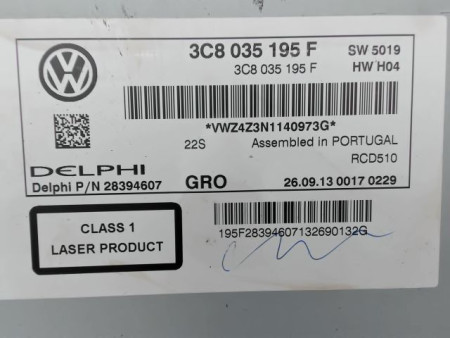 3C8 035 195 F SW 5019
3C8 035 195 F HW H04
*VWZ4Z3N1140973G*
22S Assembled in PORTUGAL
RCD510
DELPHI
Delphi P/N 28394607 GRO 26.09.13 0017 0229
CLASS 1
LASER PRODUCT
195F28394607132690132G